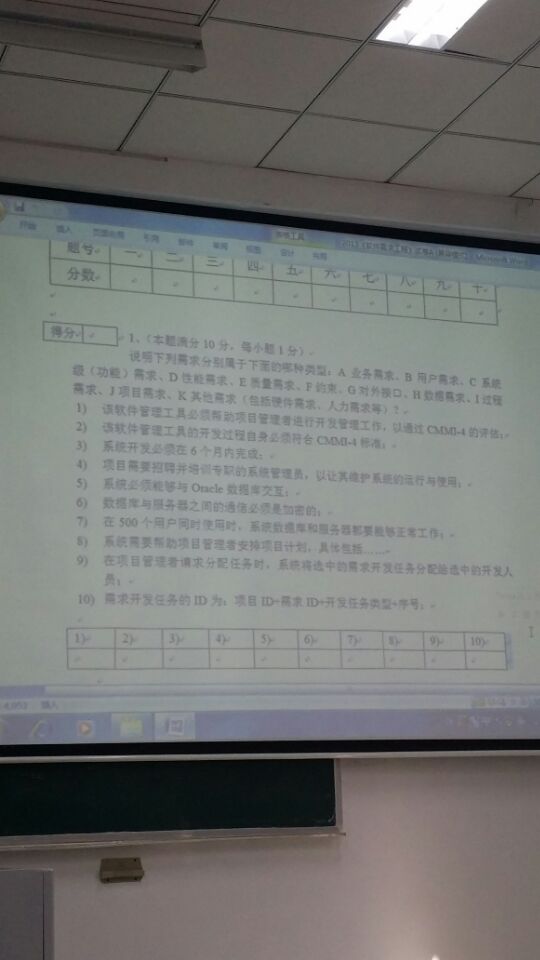 开始 插入 页面布局 引用 邮件 审阅 视图 设计 布局
表格工具
题号 一 二 三 四 五 六 七 八 九 十
分数
得分
1、(本题满分 10 分,每小题 1 分)
说明下列需求分别属于下面的哪种类型:A 业务需求、B 用户需求、C 系统
级(功能)需求、D 性能需求、E 质量需求、F 约束、G 对外接口、H 数据需求、I 过程
需求、J 项目需求、K 其他需求(包括硬件需求、人力需求等)?
1) 该软件管理工具必须帮助项目管理者进行开发管理工作,以通过 CMMI-4 的评估;
2) 该软件管理工具的开发过程自身必须符合 CMMI-4 标准;
3) 系统开发必须在 6 个月内完成;
4) 项目需要招聘并培训专职的系统管理员,以让其维护系统的运行与使用;
5) 系统必须能够与 Oracle 数据库交互;
6) 数据库与服务器之间的通信必须是加密的;
7) 在 500 个用户同时使用时,系统数据库和服务器都要能够正常工作;
8) 系统需要帮助项目管理者安排项目计划,具体包括……
9) 在项目管理者请求分配任务时,系统将选中的需求开发任务分配给选中的开发人
员;
10) 需求开发任务的 ID 为:项目 ID+需求 ID+开发任务类型+序号;
1) 2) 3) 4) 5) 6) 7) 8) 9) 10)
插入